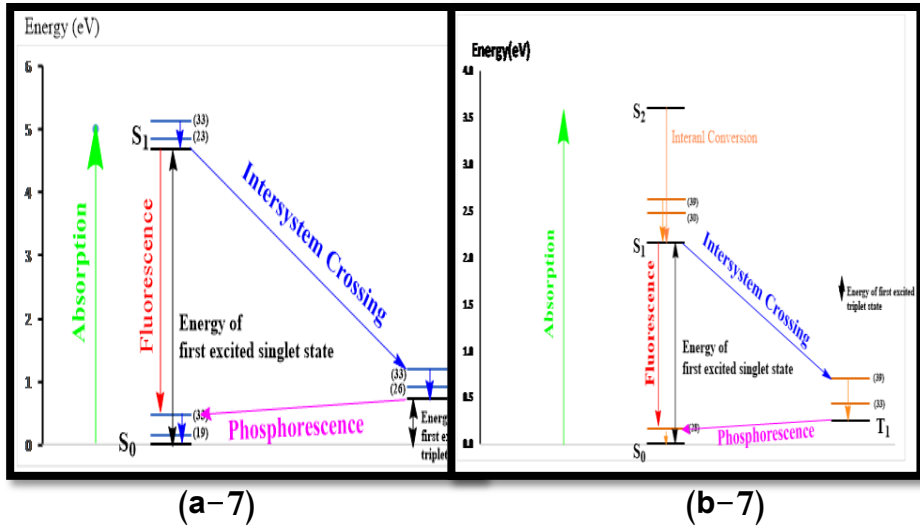 Energy (eV)
6
5
4
3
2
1
0
Absorption
Fluorescence
S1
(33)
(23)
Intersystem Crossing
Energy of
first excited singlet state
(33)
(26)
(19)
S0
Phosphorescence
Energy
first exci
triplet st
Energy(eV)
4.0
3.5
3.0
2.5
2.0
1.5
1.0
0.5
0.0
Absorption
S2
Interanl Conversion
(39)
(30)
S1
Fluorescence
Intersystem Crossing
Energy of first excited
triplet state
Energy of
first excited singlet state
(39)
(33)
T1
Phosphorescence
S0
(a-7)
(b-7)